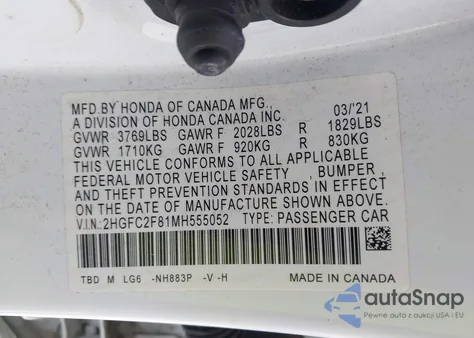 MFD.BY HONDA OF CANADA MFG., 03/'21
A DIVISION OF HONDA CANADA INC.
GVWR 3769LBS GAWR F 2028LBS R 1829LBS
GVWR 1710KG GAWR F 920KG R 830KG
THIS VEHICLE CONFORMS TO ALL APPLICABLE
FEDERAL MOTOR VEHICLE SAFETY , BUMPER ,
AND THEFT PREVENTION STANDARDS IN EFFECT
ON THE DATE OF MANUFACTURE SHOWN ABOVE.
V.I.N.: 2HGFC2F81MH555052 TYPE: PASSENGER CAR
TBD M LG6 -NH883P -V -H MADE IN CANADA
autoSnap
Pewne auta z USA i EU